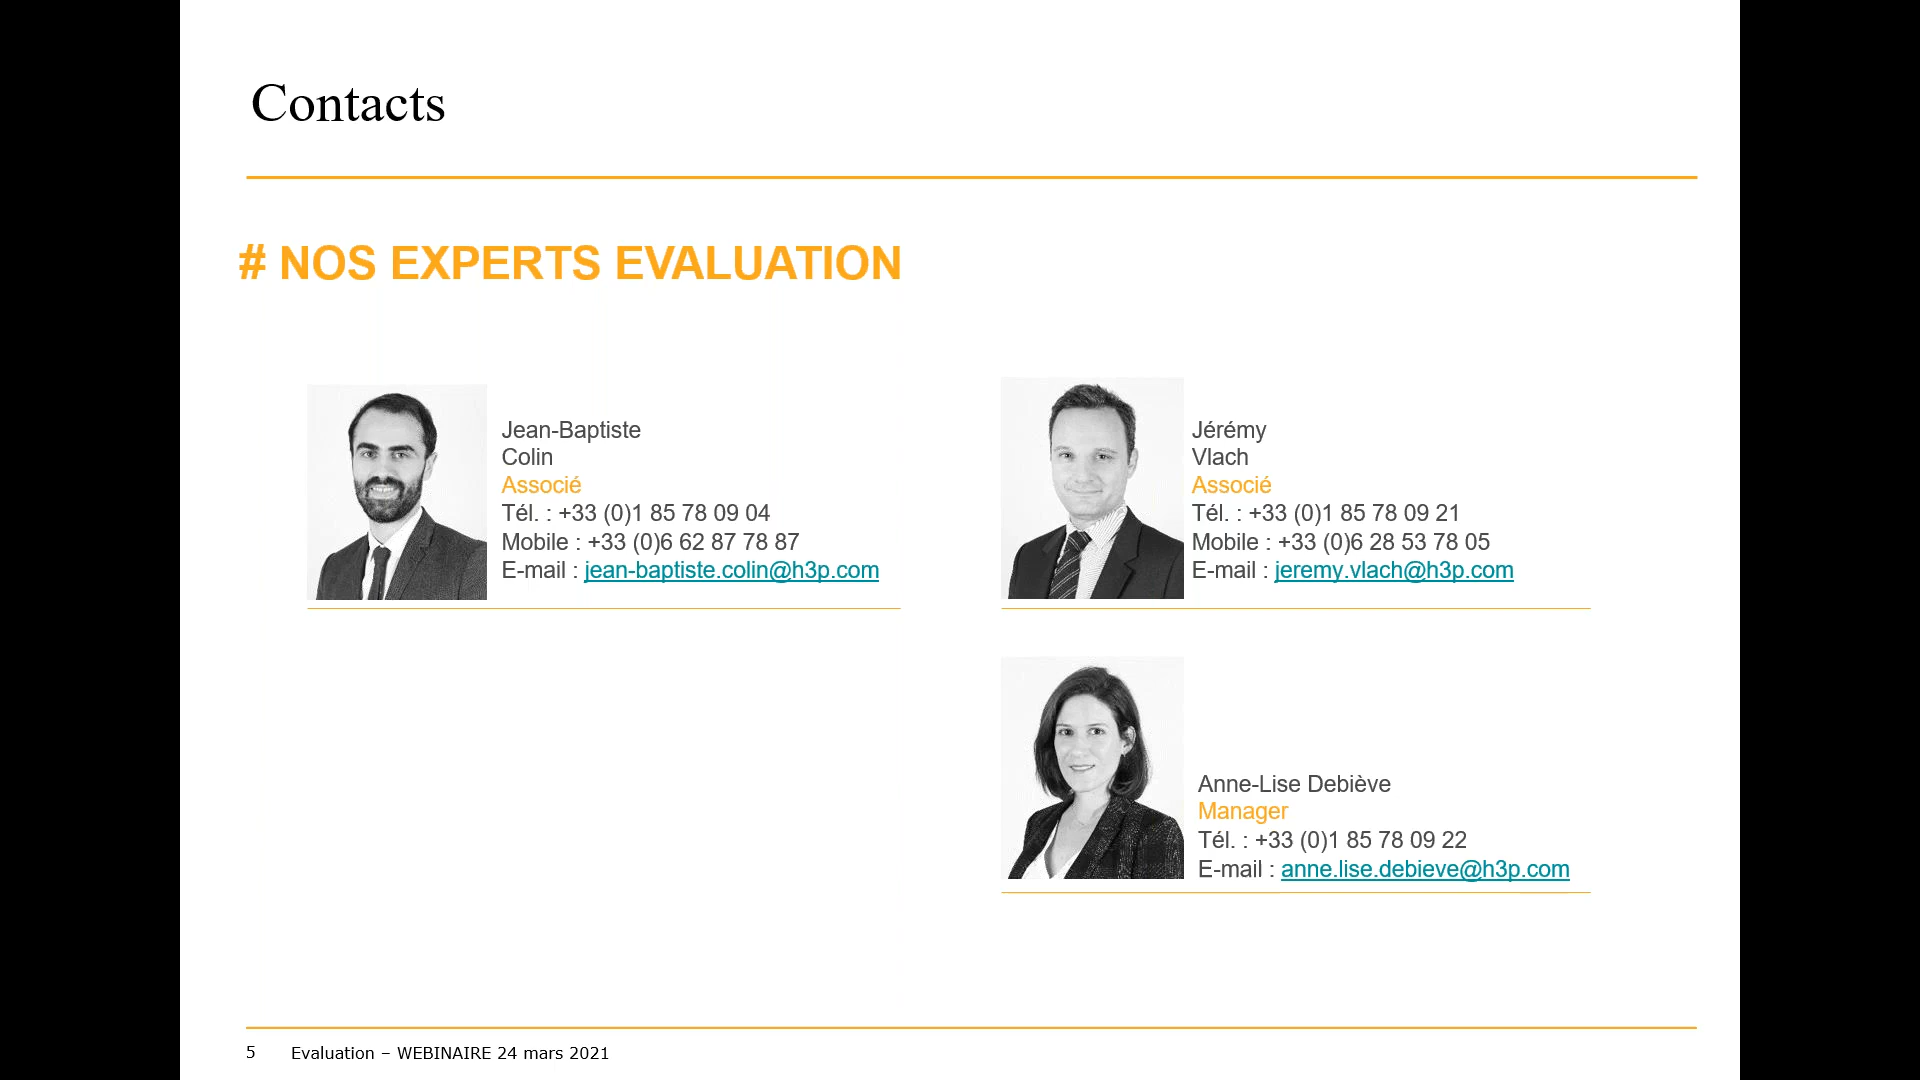 Contacts
# NOS EXPERTS EVALUATION
Jean-Baptiste
Colin
Associé
Tél. : +33 (0)1 85 78 09 04
Mobile : +33 (0)6 62 87 78 87
E-mail : jean-baptiste.colin@h3p.com
Jérémy
Vlach
Associé
Tél. : +33 (0)1 85 78 09 21
Mobile : +33 (0)6 28 53 78 05
E-mail : jeremy.vlach@h3p.com
Anne-Lise Debiève
Manager
Tél. : +33 (0)1 85 78 09 22
E-mail : anne.lise.debieve@h3p.com
5 Evaluation – WEBINAIRE 24 mars 2021